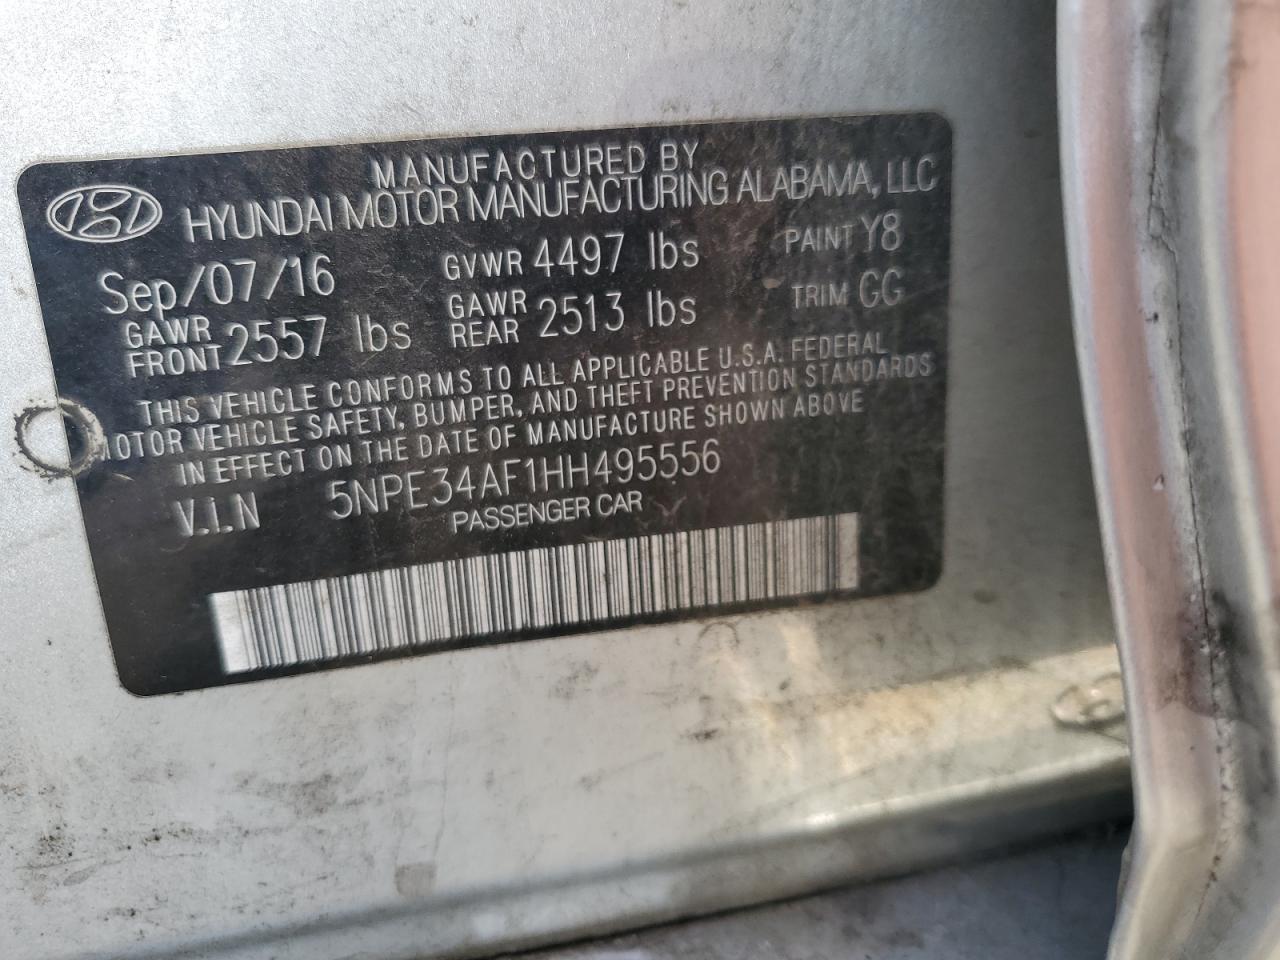 MANUFACTURED BY
HYUNDAI MOTOR MANUFACTURING ALABAMA, LLC
Sep/07/16 GVWR 4497 lbs PAINT Y8
GAWR FRONT 2557 lbs GAWR REAR 2513 lbs TRIM GG
THIS VEHICLE CONFORMS TO ALL APPLICABLE U.S.A. FEDERAL
MOTOR VEHICLE SAFETY, BUMPER, AND THEFT PREVENTION STANDARDS
IN EFFECT ON THE DATE OF MANUFACTURE SHOWN ABOVE
V.I.N 5NPE34AF1HH495556
PASSENGER CAR